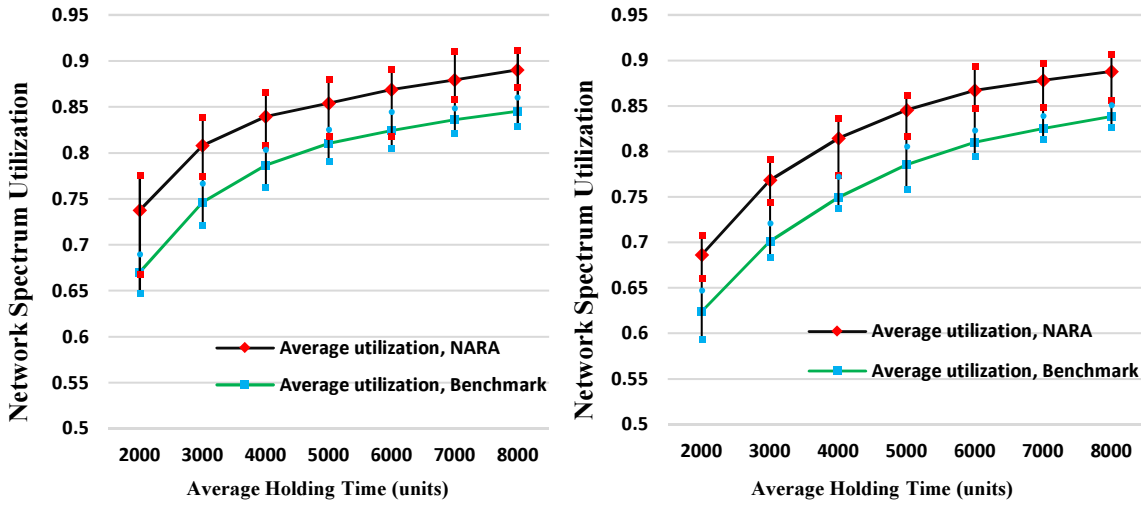 0.95
0.9
0.85
0.8
0.75
0.7
0.65
0.6
0.55
0.5
Network Spectrum Utilization
Average utilization, NARA
Average utilization, Benchmark
2000 3000 4000 5000 6000 7000 8000
Average Holding Time (units)
0.95
0.9
0.85
0.8
0.75
0.7
0.65
0.6
0.55
0.5
Network Spectrum Utilization
Average utilization, NARA
Average utilization, Benchmark
2000 3000 4000 5000 6000 7000 8000
Average Holding Time (units)